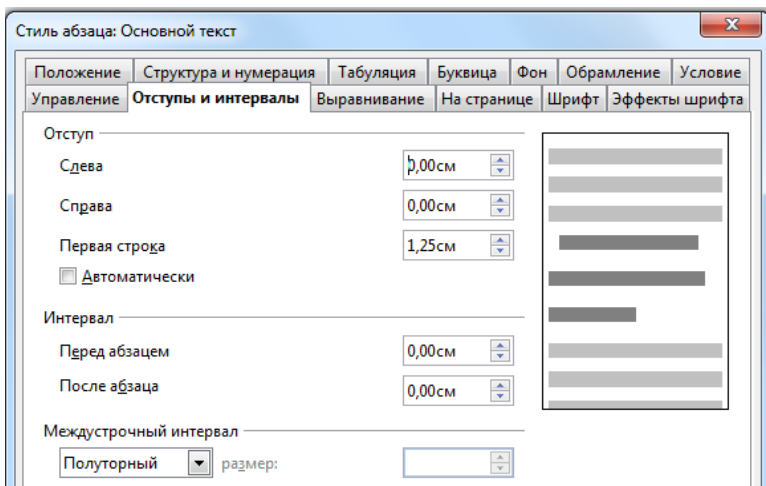 Стиль абзаца: Основной текст
Положение Структура и нумерация Табуляция Буквица Фон Обрамление Условие
Управление Отступы и интервалы Выравнивание На странице Шрифт Эффекты шрифта
Отступ
Слева 0,00см
Справа 0,00см
Первая строка 1,25см
Автоматически
Интервал
Перед абзацем 0,00см
После абзаца 0,00см
Междустрочный интервал
Полуторный размер: